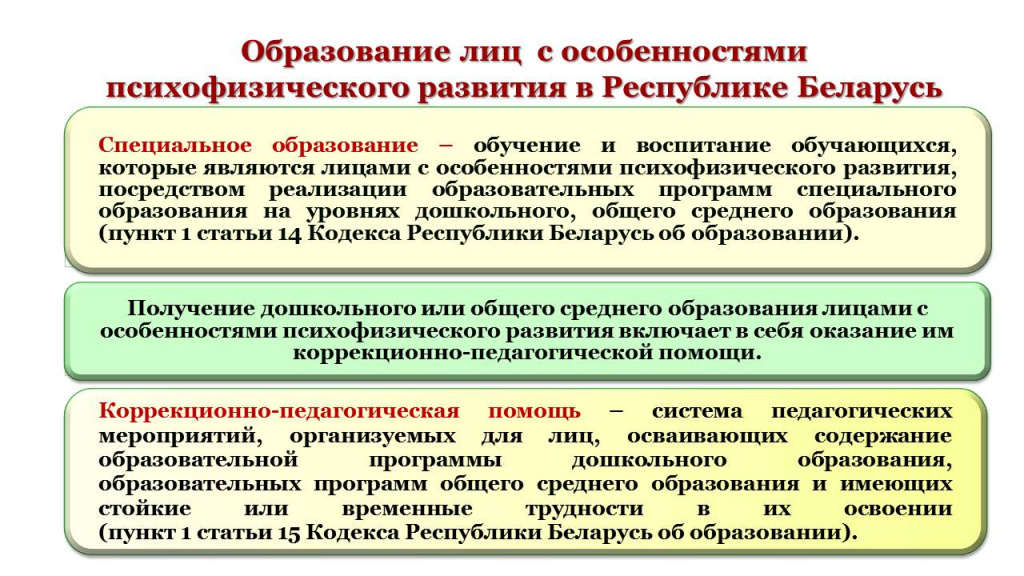 Образование лиц с особенностями
психофизического развития в Республике Беларусь
Специальное образование – обучение и воспитание обучающихся,
которые являются лицами с особенностями психофизического развития,
посредством реализации образовательных программ специального
образования на уровнях дошкольного, общего среднего образования
(пункт 1 статьи 14 Кодекса Республики Беларусь об образовании).
Получение дошкольного или общего среднего образования лицами с
особенностями психофизического развития включает в себя оказание им
коррекционно-педагогической помощи.
Коррекционно-педагогическая помощь – система педагогических
мероприятий, организуемых для лиц, осваивающих содержание
образовательной программы дошкольного образования,
образовательных программ общего среднего образования и имеющих
стойкие или временные трудности в их освоении
(пункт 1 статьи 15 Кодекса Республики Беларусь об образовании).